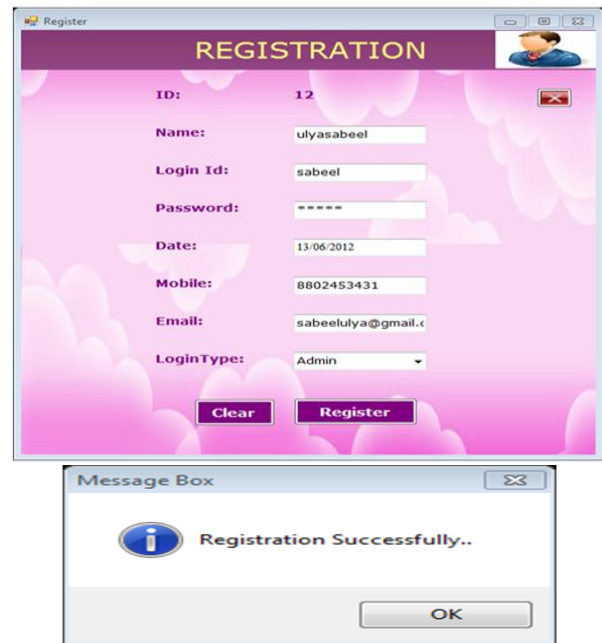 Register
REGISTRATION
ID: 12
Name: ulyasabeel
Login Id: sabeel
Password: *****
Date: 13/06/2012
Mobile: 8802453431
Email: sabeelulya@gmail.c
LoginType: Admin
Clear Register
Message Box
Registration Successfully..
OK